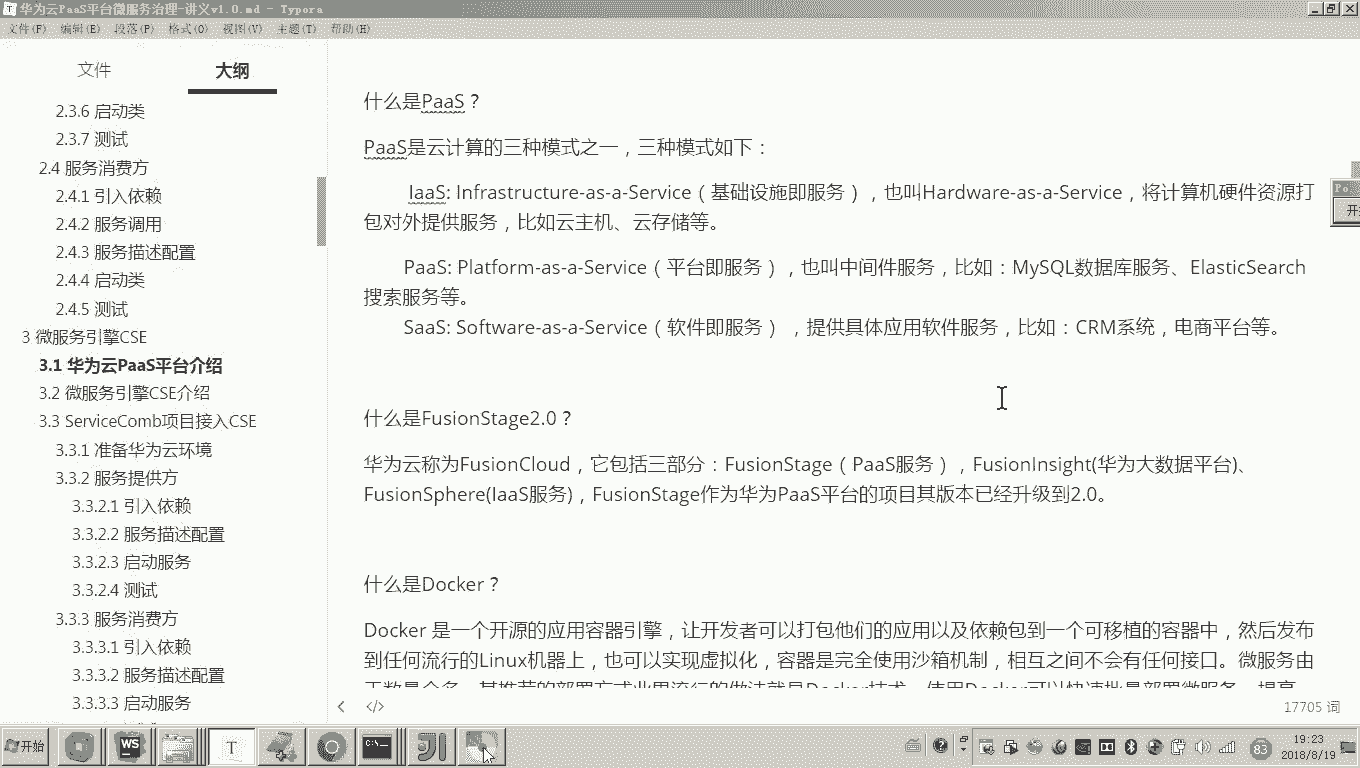 华为云PaaS平台微服务治理-讲义v1.0.md - Typora
文件(F) 编辑(E) 段落(P) 格式(O) 视图(V) 主题(T) 帮助(H)
文件 大纲
2.3.6 启动类
2.3.7 测试
2.4 服务消费方
2.4.1 引入依赖
2.4.2 服务调用
2.4.3 服务描述配置
2.4.4 启动类
2.4.5 测试
3 微服务引擎CSE
3.1 华为云PaaS平台介绍
3.2 微服务引擎CSE介绍
3.3 ServiceComb项目接入CSE
3.3.1 准备华为云环境
3.3.2 服务提供方
3.3.2.1 引入依赖
3.3.2.2 服务描述配置
3.3.2.3 启动服务
3.3.2.4 测试
3.3.3 服务消费方
3.3.3.1 引入依赖
3.3.3.2 服务描述配置
3.3.3.3 启动服务
什么是PaaS？
PaaS是云计算的三种模式之一，三种模式如下：
IaaS: Infrastructure-as-a-Service（基础设施即服务），也叫Hardware-as-a-Service，将计算机硬件资源打
包对外提供服务，比如云主机、云存储等。
PaaS: Platform-as-a-Service（平台即服务），也叫中间件服务，比如：MySQL数据库服务、ElasticSearch
搜索服务等。
SaaS: Software-as-a-Service（软件即服务），提供具体应用软件服务，比如：CRM系统，电商平台等。
什么是FusionStage2.0？
华为云称为FusionCloud，它包括三部分：FusionStage（PaaS服务），FusionInsight(华为大数据平台)、
FusionSphere(IaaS服务)，FusionStage作为华为PaaS平台的项目其版本已经升级到2.0。
什么是Docker？
Docker 是一个开源的应用容器引擎，让开发者可以打包他们的应用以及依赖包到一个可移植的容器中，然后发布
到任何流行的Linux机器上，也可以实现虚拟化，容器是完全使用沙箱机制，相互之间不会有任何接口。微服务由
17705 词
Po
开
开始
WS
T
83
19:23
2018/8/19